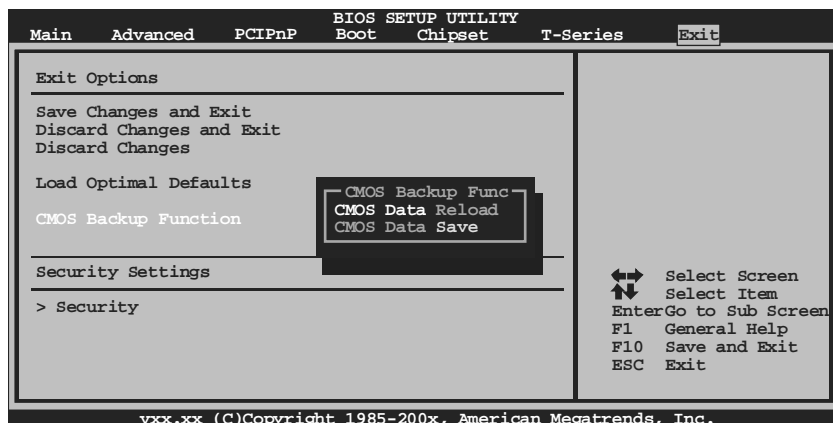 BIOS SETUP UTILITY
Main Advanced PCIPnP Boot Chipset T-Series Exit
Exit Options
Save Changes and Exit
Discard Changes and Exit
Discard Changes
Load Optimal Defaults
CMOS Backup Function
CMOS Backup Func
CMOS Data Reload
CMOS Data Save
Security Settings
> Security
Select Screen
Select Item
EnterGo to Sub Screen
F1 General Help
F10 Save and Exit
ESC Exit
vxx.xx (C)Copyright 1985-200x, American Megatrends, Inc.